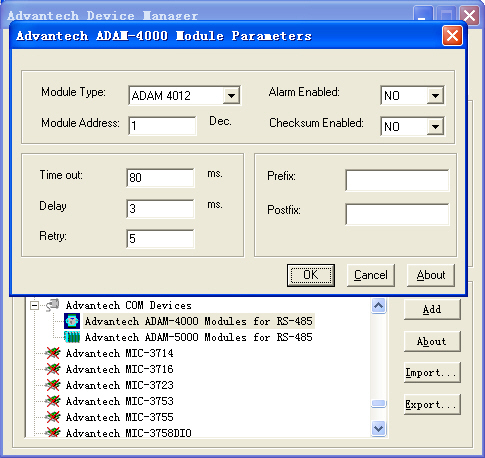 Advantech Device Manager
Advantech ADAM-4000 Module Parameters
Module Type: ADAM 4012 Alarm Enabled: NO
Module Address: 1 Dec. Checksum Enabled: NO
Time out: 80 ms. Prefix:
Delay 3 ms. Postfix:
Retry: 5
OK Cancel About
Advantech COM Devices
Advantech ADAM-4000 Modules for RS-485
Advantech ADAM-5000 Modules for RS-485
Advantech MIC-3714
Advantech MIC-3716
Advantech MIC-3723
Advantech MIC-3753
Advantech MIC-3755
Advantech MIC-3758DIO
Add
About
Import...
Export...